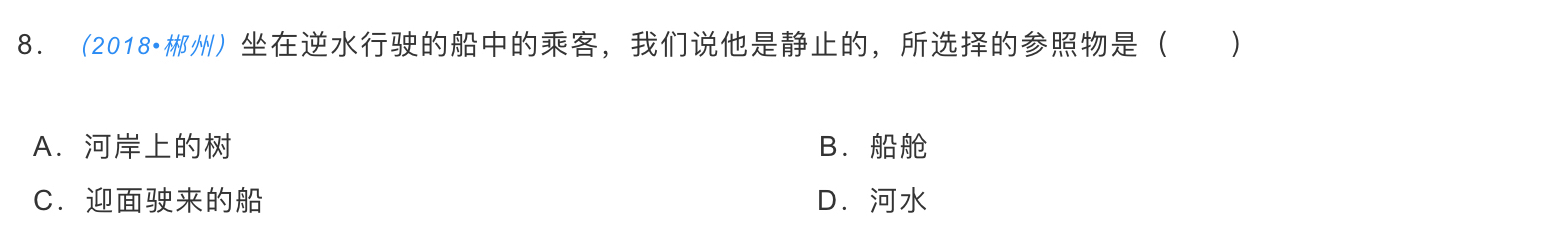 8. （2018•郴州）坐在逆水行驶的船中的乘客，我们说他是静止的，所选择的参照物是（　　）
A. 河岸上的树　　B. 船舱
C. 迎面驶来的船　　D. 河水